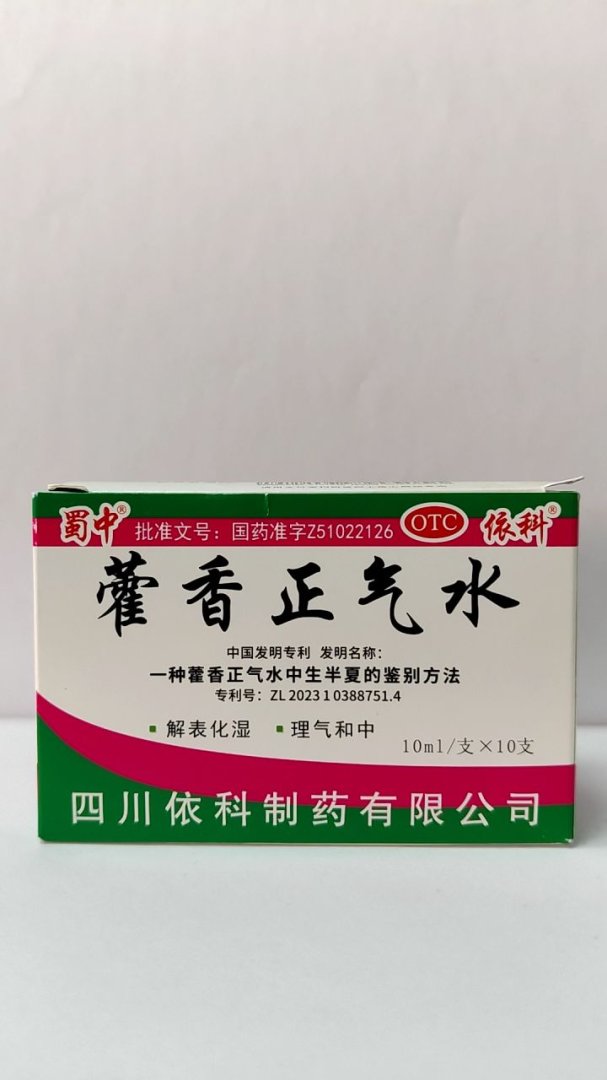 蜀中® 批准文号：国药准字Z51022126 OTC 依科®
藿香正气水
中国发明专利 发明名称：
一种藿香正气水中生半夏的鉴别方法
专利号：ZL 2023 1 0388751.4
▪ 解表化湿 ▪ 理气和中
10ml/支×10支
四川依科制药有限公司